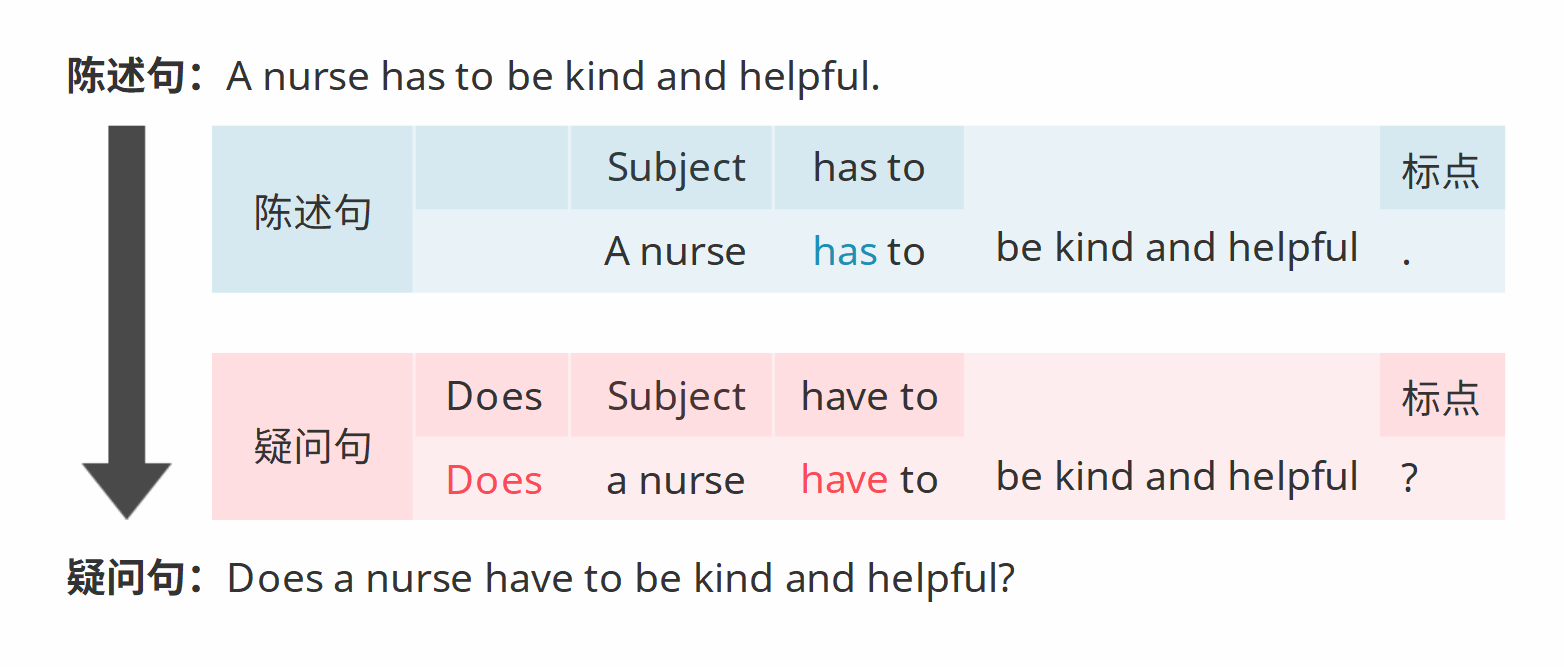 陈述句：A nurse has to be kind and helpful.
陈述句 Subject has to 标点
A nurse has to be kind and helpful .
疑问句 Does Subject have to 标点
Does a nurse have to be kind and helpful ?
疑问句：Does a nurse have to be kind and helpful?